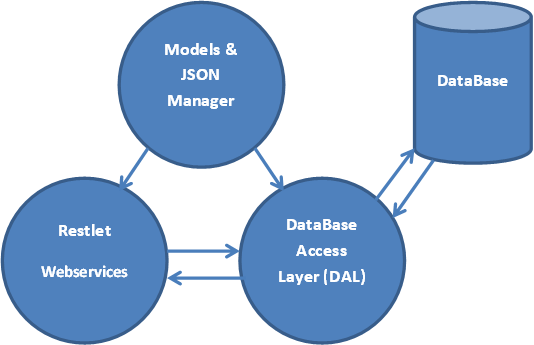 Models &
JSON
Manager
DataBase
Restlet
Webservices
DataBase
Access
Layer (DAL)